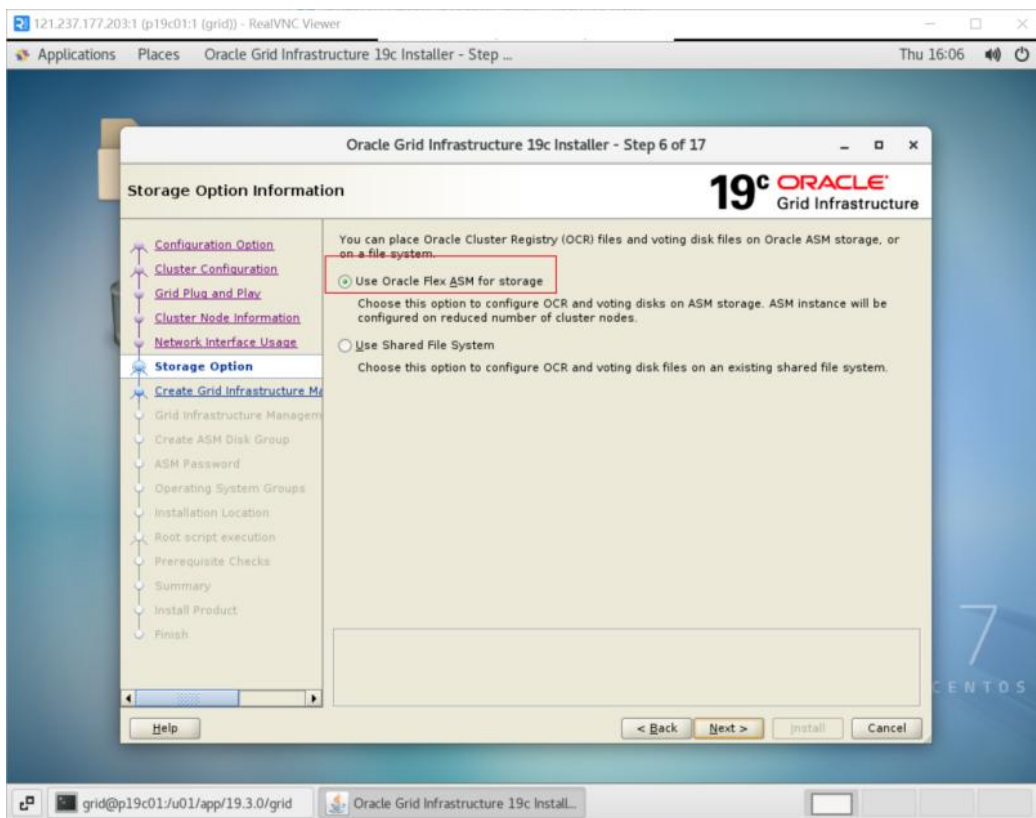 121.237.177.203:1 (p19c01:1 (grid)) - RealVNC Viewer
Applications Places Oracle Grid Infrastructure 19c Installer - Step ... Thu 16:06
Oracle Grid Infrastructure 19c Installer - Step 6 of 17
Storage Option Information
19c ORACLE
Grid Infrastructure
Configuration Option
Cluster Configuration
Grid Plug and Play
Cluster Node Information
Network Interface Usage
Storage Option
Create Grid Infrastructure Ma
Grid Infrastructure Managem
Create ASM Disk Group
ASM Password
Operating System Groups
Installation Location
Root script execution
Prerequisite Checks
Summary
Install Product
Finish
You can place Oracle Cluster Registry (OCR) files and voting disk files on Oracle ASM storage, or
on a file system.
Use Oracle Flex ASM for storage
Choose this option to configure OCR and voting disks on ASM storage. ASM instance will be
configured on reduced number of cluster nodes.
Use Shared File System
Choose this option to configure OCR and voting disk files on an existing shared file system.
Help < Back Next > Install Cancel
7
CENTOS
grid@p19c01:/u01/app/19.3.0/grid Oracle Grid Infrastructure 19c Install...